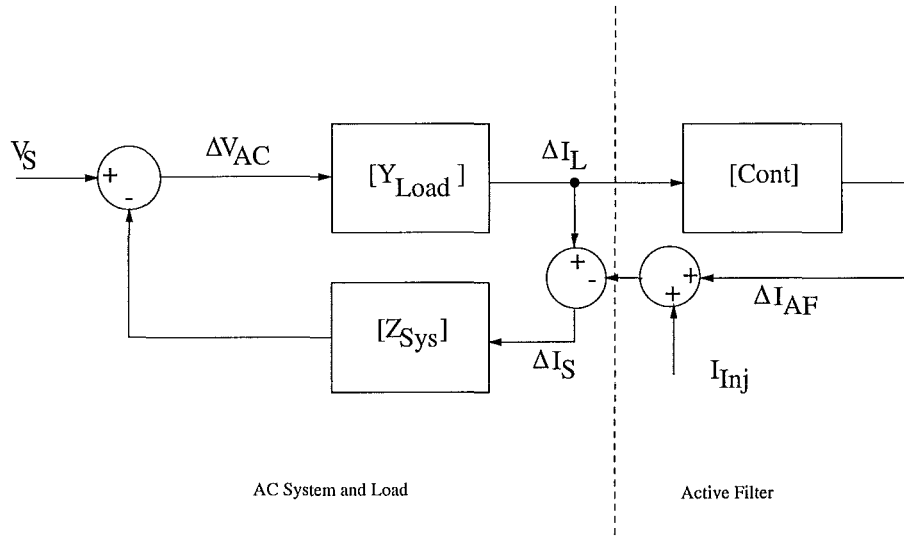 V_S
+
-
ΔV_AC
[Y_Load]
ΔI_L
[Cont]
+
-
+
+
ΔI_AF
[Z_Sys]
ΔI_S
I_Inj
AC System and Load
Active Filter